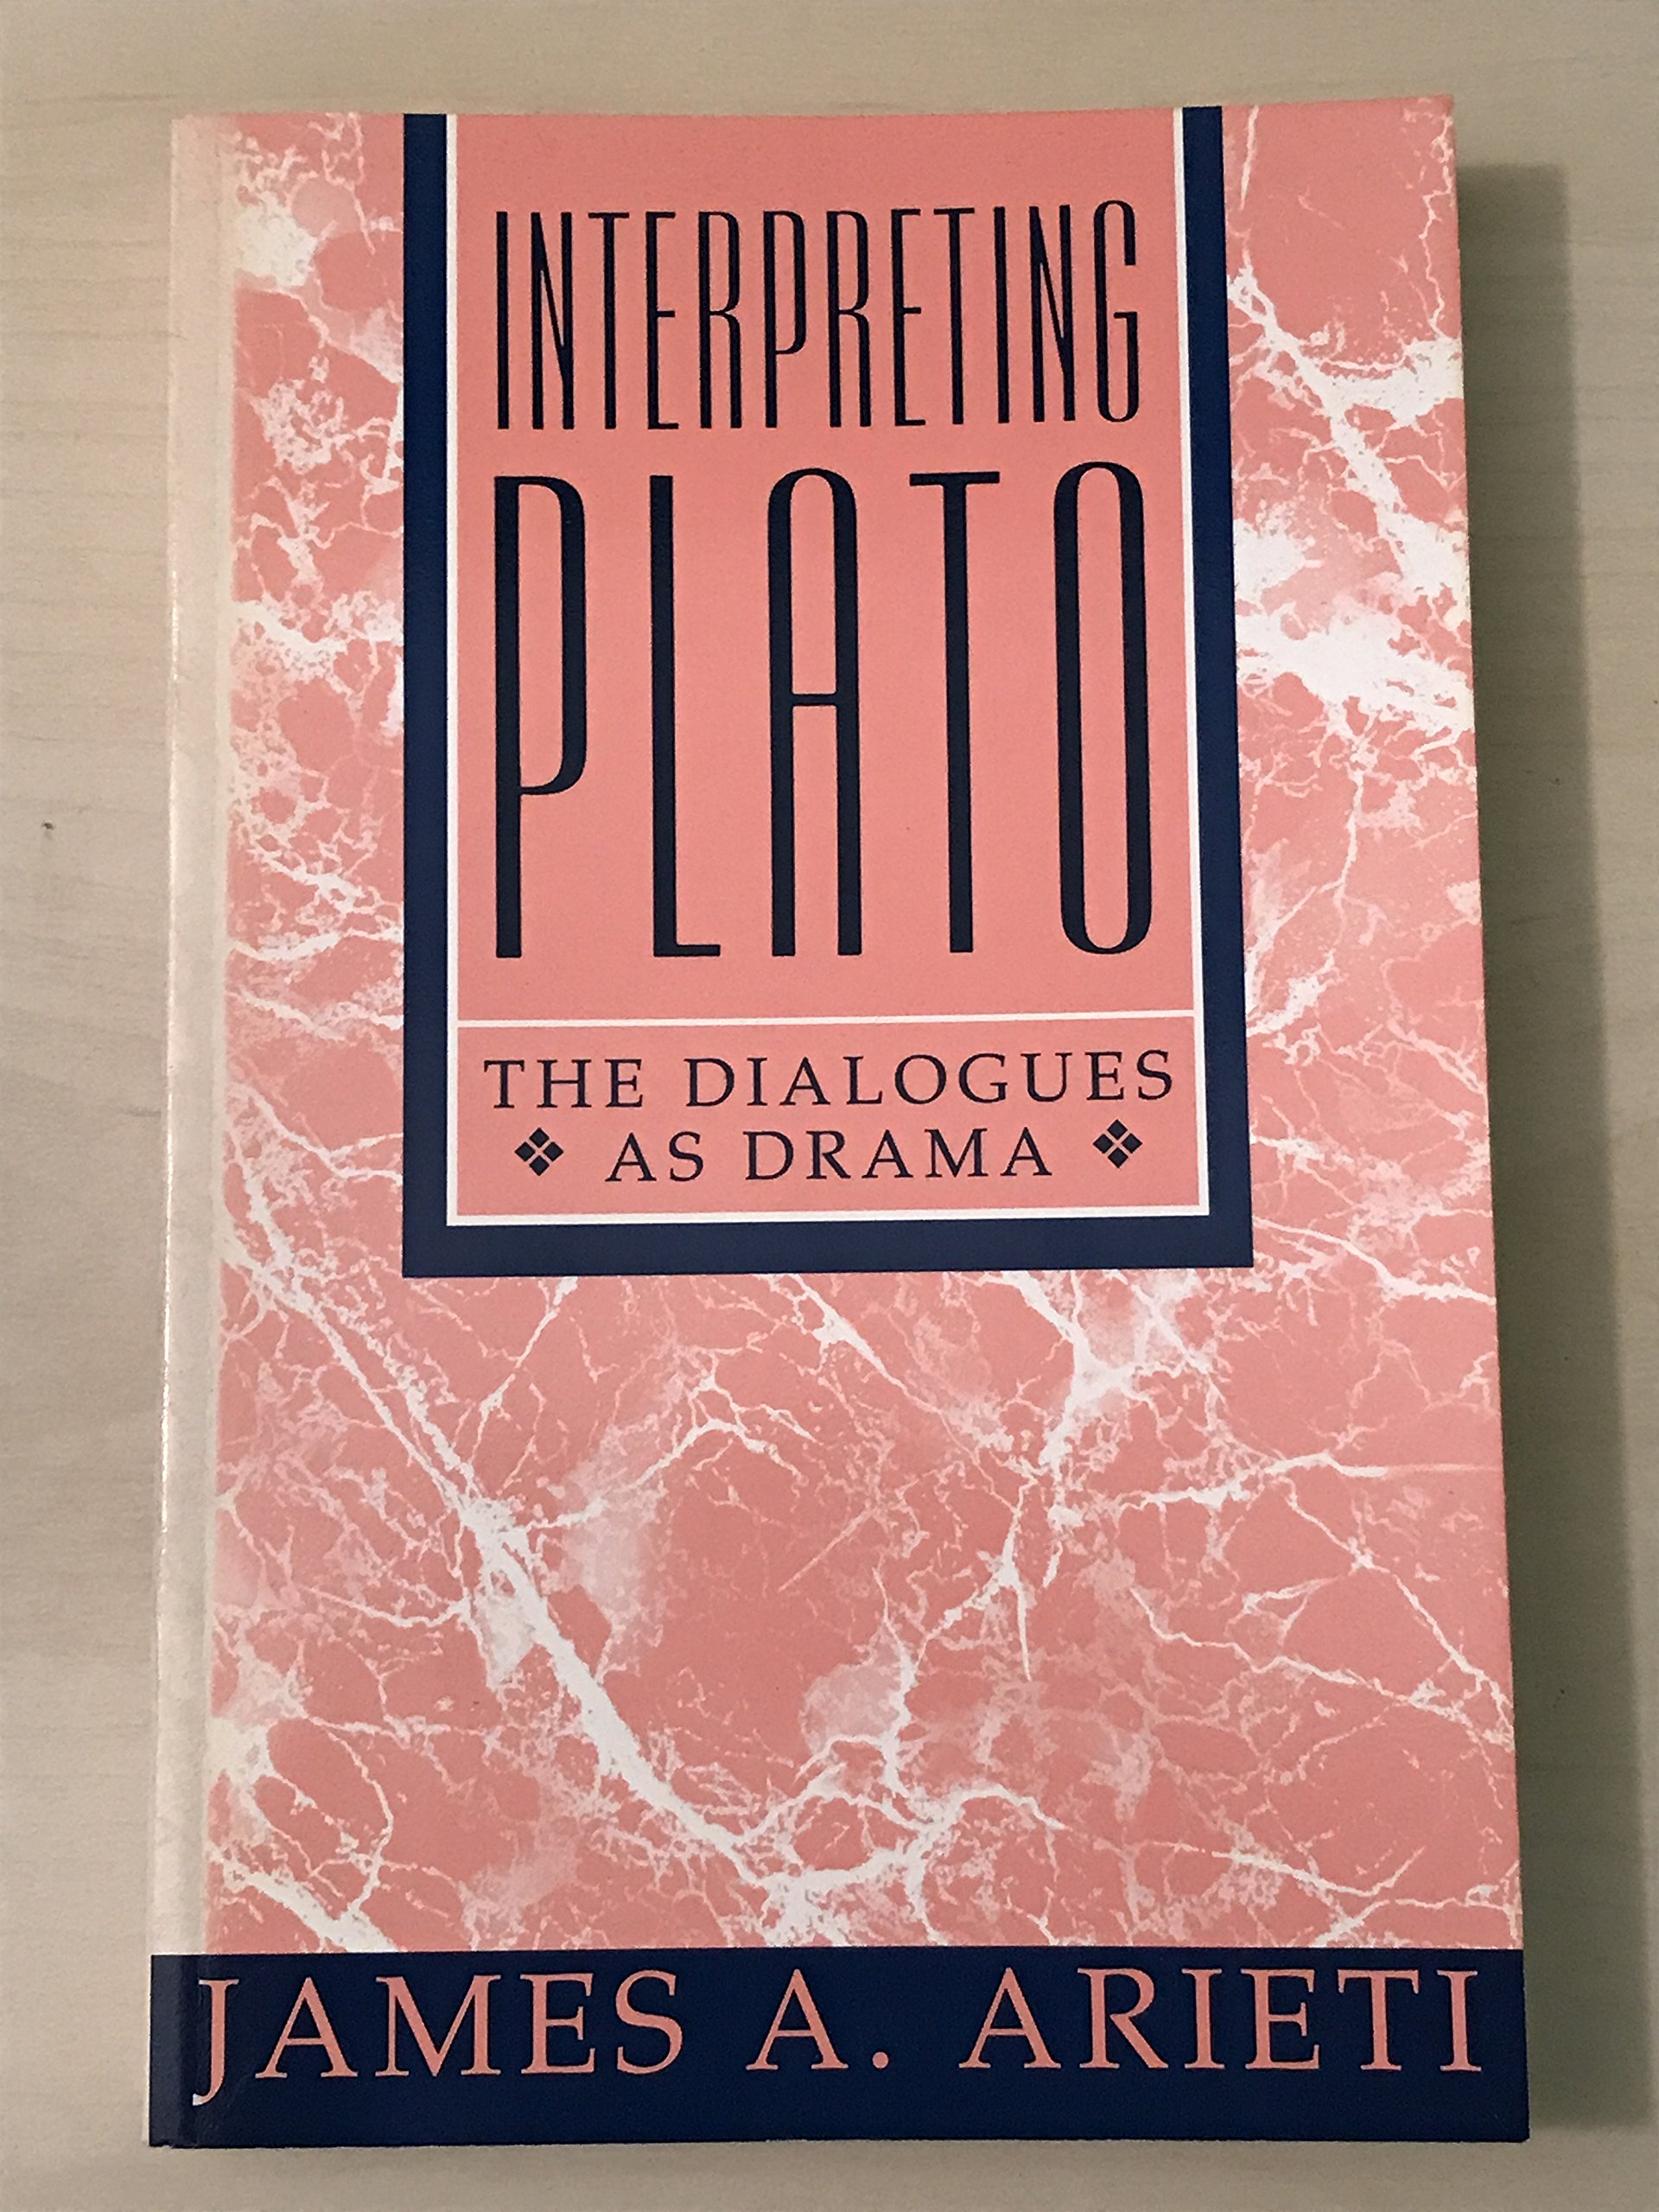 INTERPRETING
PLATO
THE DIALOGUES
❖ AS DRAMA ❖
JAMES A. ARIETI